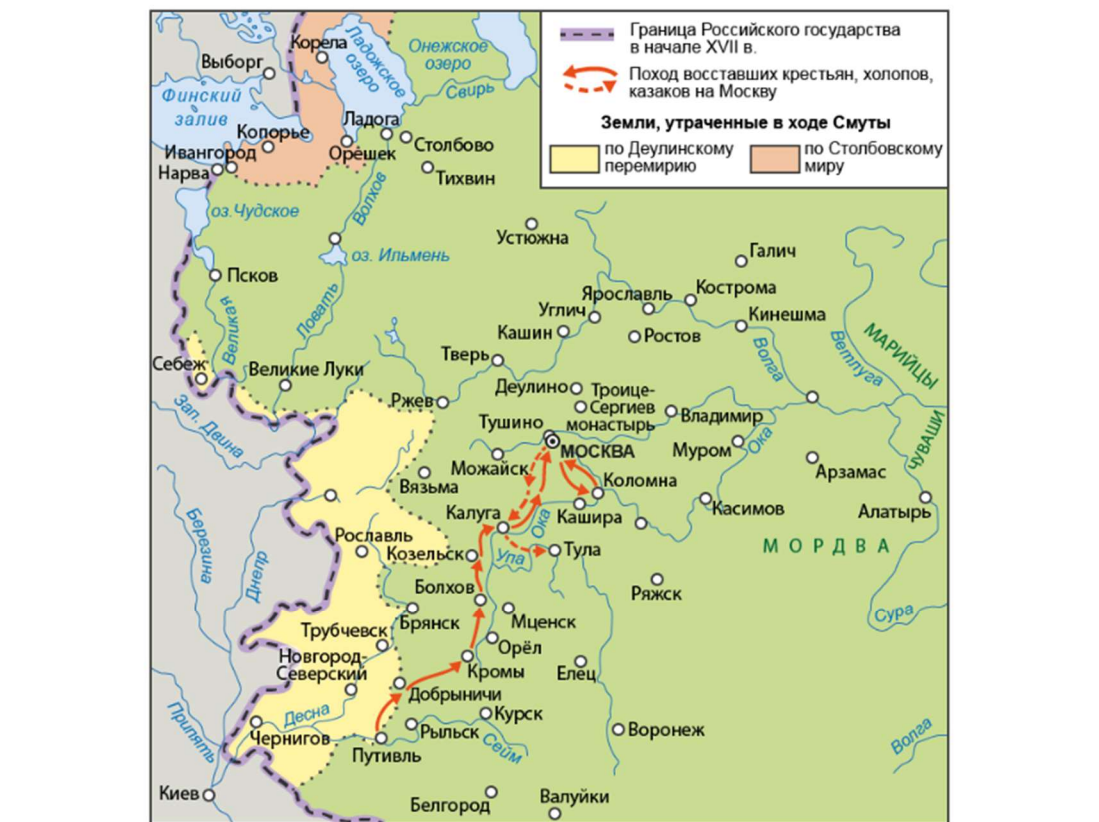 Граница Российского государства
в начале XVII в.
Поход восставших крестьян, холопов,
казаков на Москву
Земли, утраченные в ходе Смуты
по Деулинскому
перемирию
по Столбовскому
миру
Корела
Ладожское
озеро
Онежское
озеро
Выборг
Свирь
Финский
залив
Ладога
Копорье
Столбово
Ивангород
Орёшек
Нарва
Тихвин
Волхов
оз. Чудское
Устюжна
оз. Ильмень
Галич
Псков
Ярославль
Кострома
Великая
Ловать
Углич
Кинешма
Кашин
Ростов
Волга
Ветлуга
МАРИЙЦЫ
Тверь
Себеж
Великие Луки
Деулино
Троице-
Сергиев
монастырь
Ржев
Зап. Двина
Тушино
Владимир
МОСКВА
Муром
Ока
ЧУВАШИ
Можайск
Арзамас
Вязьма
Коломна
Касимов
Алатырь
Калуга
Ока
Кашира
Березина
Рославль
Козельск
Упа
Тула
МОРДВА
Днепр
Болхов
Ряжск
Брянск
Мценск
Сура
Трубчевск
Орёл
Новгород-
Северский
Кромы
Елец
Добрыничи
Десна
Курск
Припять
Чернигов
Рыльск
Сейм
Воронеж
Волга
Путивль
Киев
Белгород
Валуйки